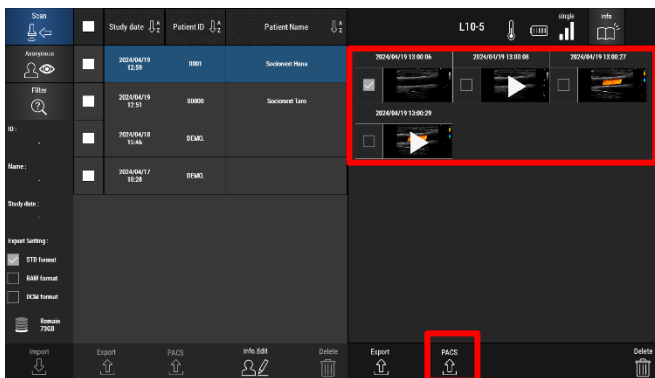 Scan
Study date
Patient ID
Patient Name
L10-5
single
Info
Anonymous
Filter
ID :
-
Name :
-
Study date :
-
Export Setting :
STD format
RAW format
DCM format
Remain
73GB
2024/04/19
12:59
0001
Socionext Hana
2024/04/19
12:51
00000
Socionext Taro
2024/04/18
15:46
DEMO.
2024/04/17
10:28
DEMO.
2024/04/19 13:00:06
2024/04/19 13:00:08
2024/04/19 13:00:27
2024/04/19 13:00:29
Import
Export
PACS
Info.Edit
Delete
Export
PACS
Delete